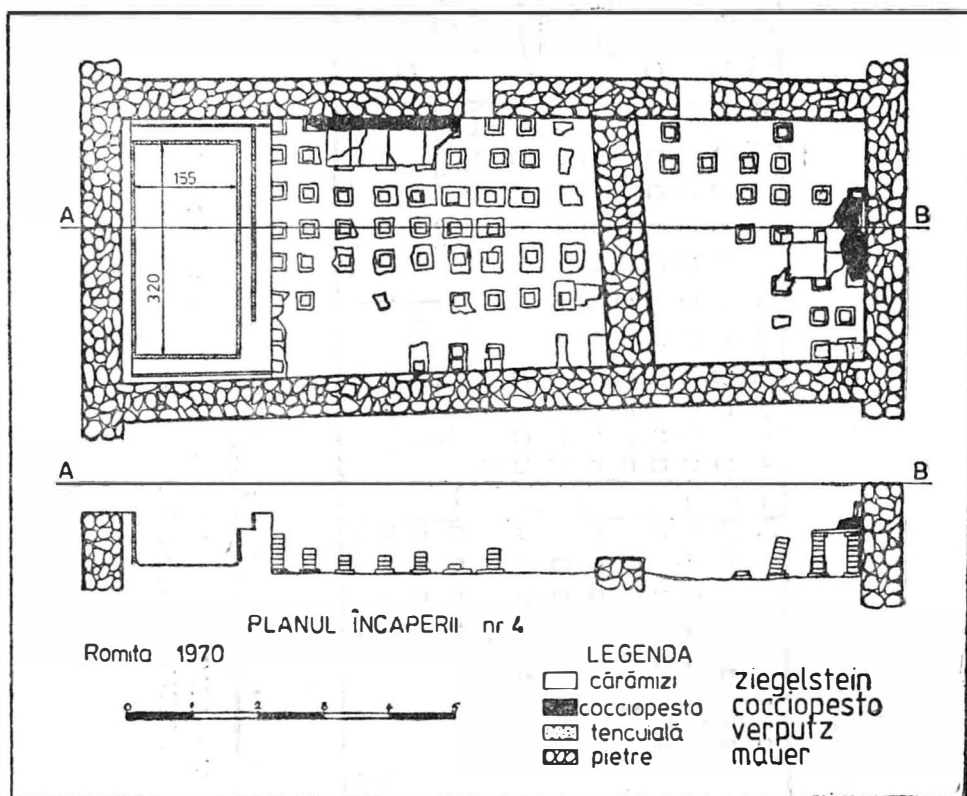 155
320
A B
A B
PLANUL ÎNCAPERII nr 4
Romita 1970
0 1 2 3 4 5
LEGENDA
cărămizi ziegelstein
cocciopesto cocciopesto
tencuială verputz
pietre mauer